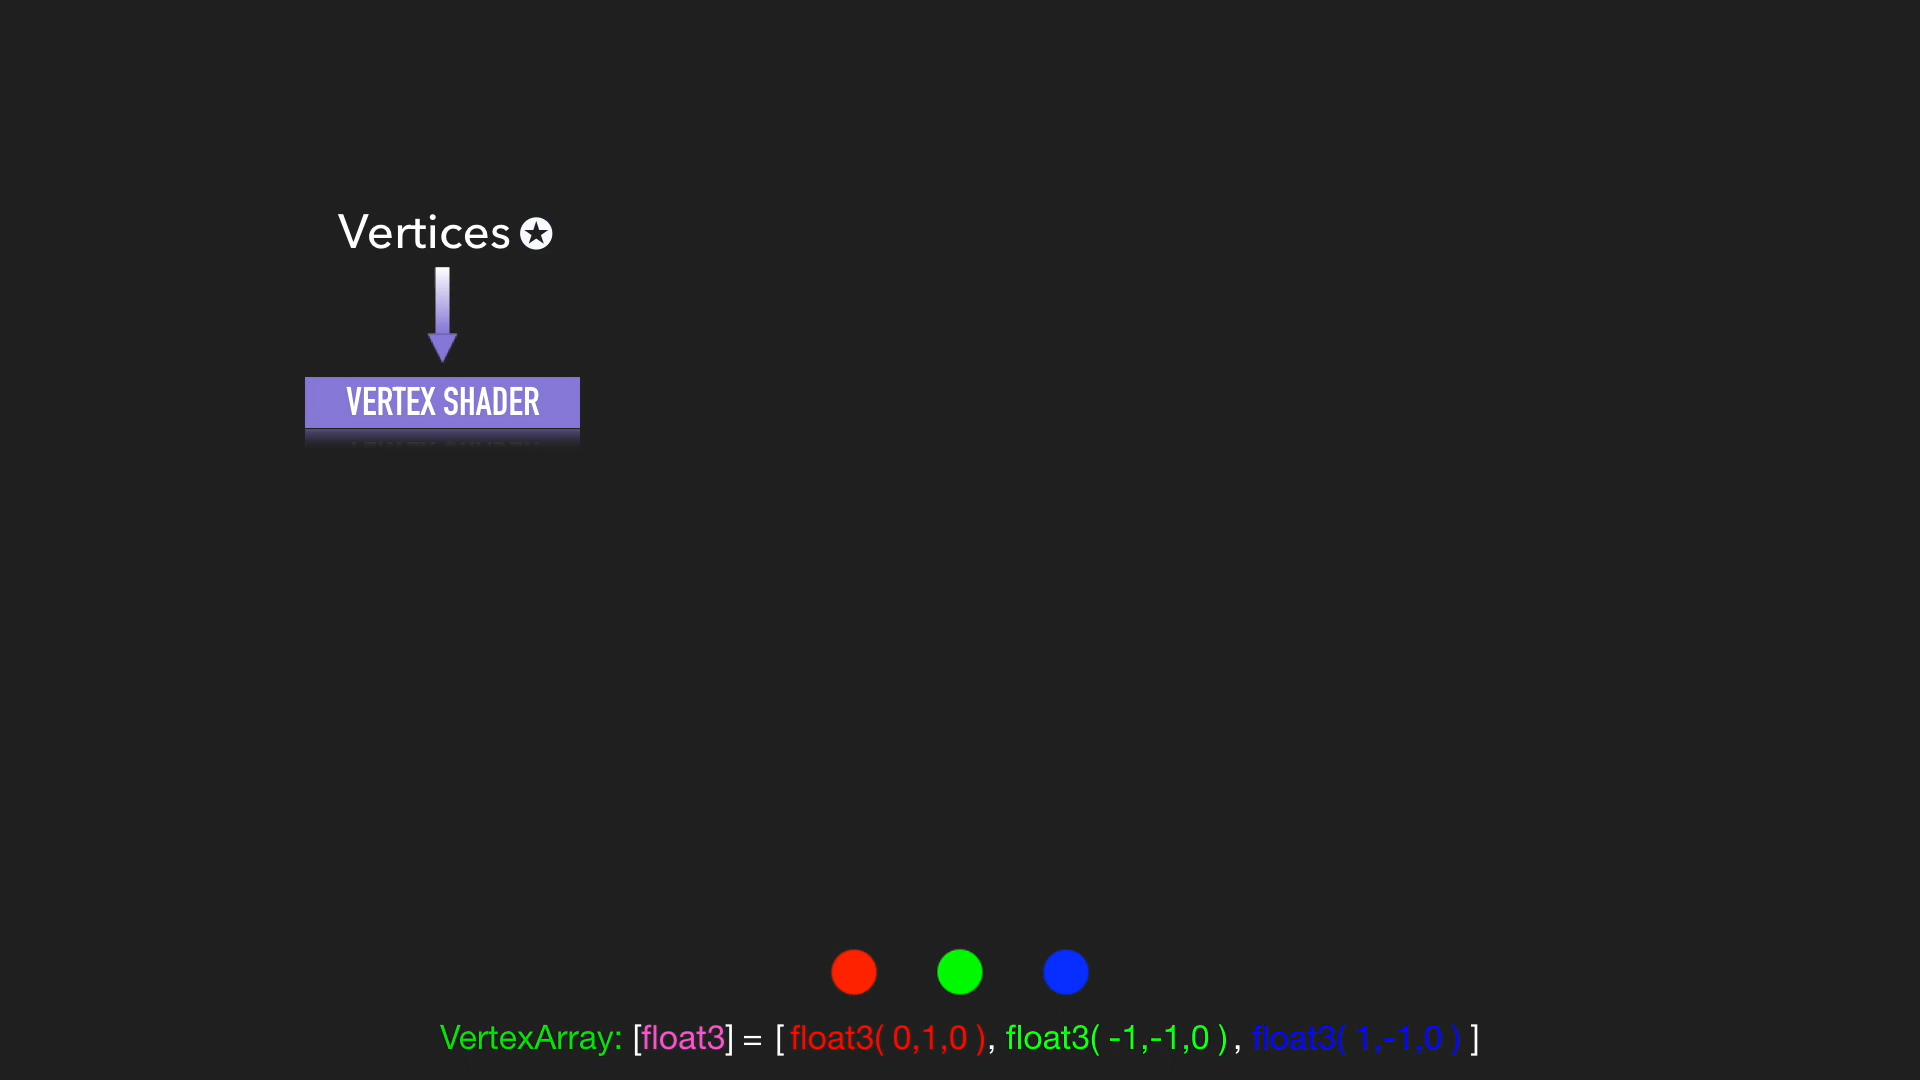 Vertices
VERTEX SHADER
VertexArray: [float3] = [ float3( 0,1,0 ), float3( -1,-1,0 ) , float3( 1,-1,0 ) ]